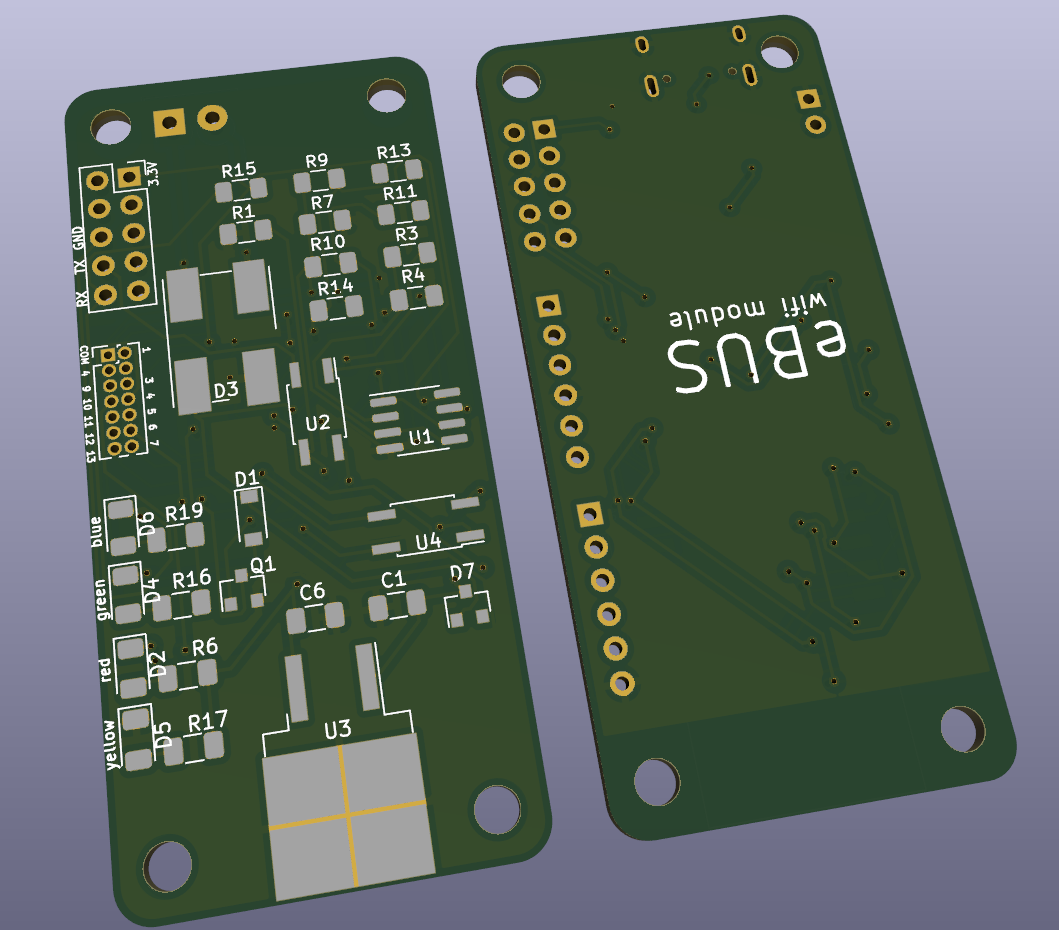 3.3V
GND
TX
RX
R15
R9
R13
R1
R7
R11
R10
R3
R14
R4
COM
4
9
10
11
12
13
1
3
4
5
6
7
D3
U2
U1
D1
blue
D6
R19
U4
Q1
D7
green
D4
R16
C6
C1
red
D2
R6
yellow
D5
R17
U3
eBUS
wifi module